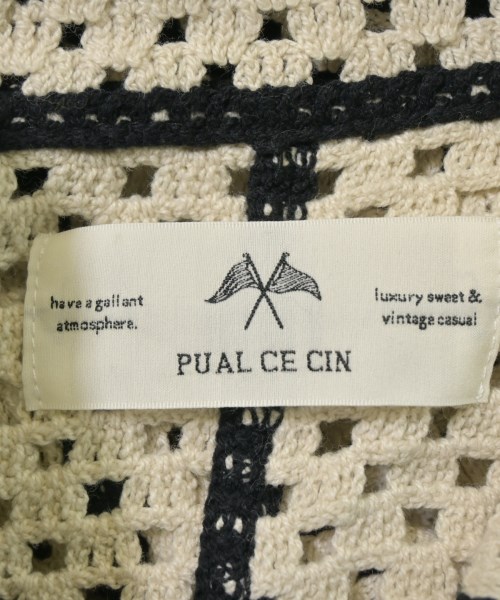 have a gallant
atmosphere.
luxury sweet &
vintage casual
PUAL CE CIN